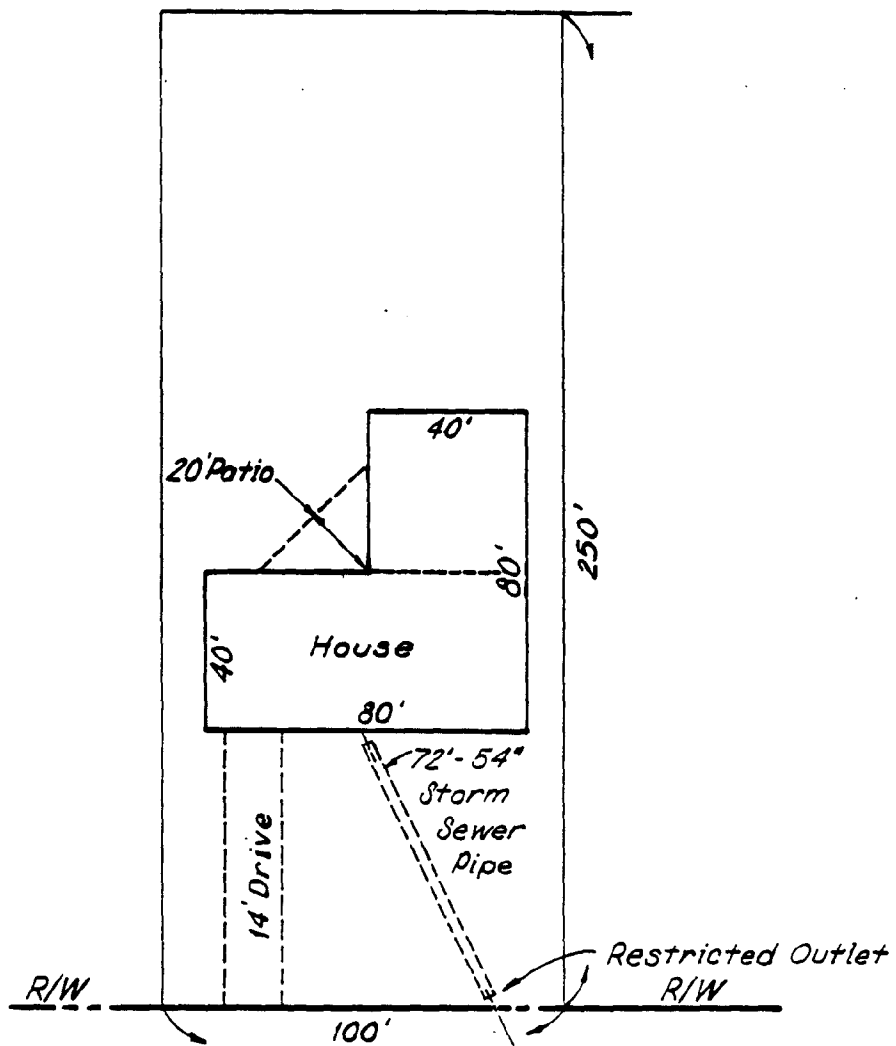 40'
20' Patio
250'
80'
40'
House
80'
72'-54"
Storm
Sewer
Pipe
14' Drive
Restricted Outlet
R/W
R/W
100'